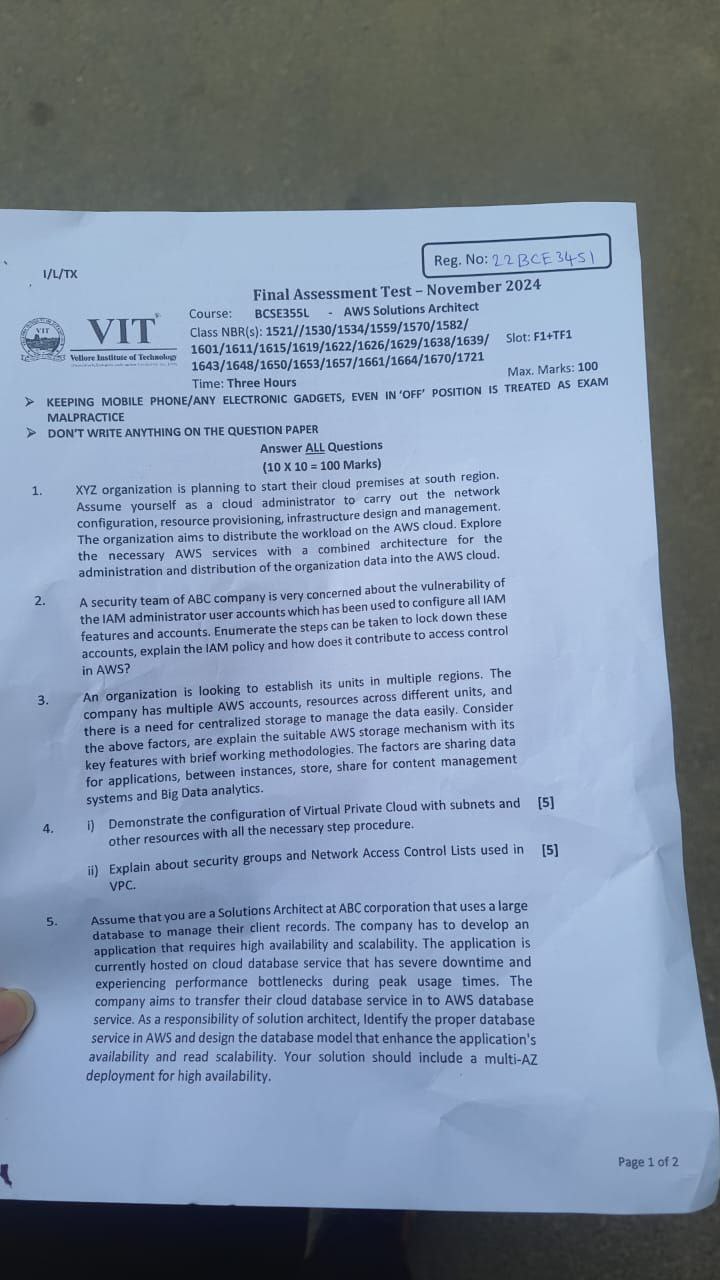 I/L/TX
Reg. No: 22BCE3451
Final Assessment Test – November 2024
VIT
Vellore Institute of Technology
Course: BCSE355L - AWS Solutions Architect
Class NBR(s): 1521//1530/1534/1559/1570/1582/
1601/1611/1615/1619/1622/1626/1629/1638/1639/
1643/1648/1650/1653/1657/1661/1664/1670/1721
Slot: F1+TF1
Time: Three Hours
Max. Marks: 100
➢ KEEPING MOBILE PHONE/ANY ELECTRONIC GADGETS, EVEN IN 'OFF' POSITION IS TREATED AS EXAM
MALPRACTICE
➢ DON'T WRITE ANYTHING ON THE QUESTION PAPER
Answer ALL Questions
(10 X 10 = 100 Marks)
1. XYZ organization is planning to start their cloud premises at south region.
Assume yourself as a cloud administrator to carry out the network
configuration, resource provisioning, infrastructure design and management.
The organization aims to distribute the workload on the AWS cloud. Explore
the necessary AWS services with a combined architecture for the
administration and distribution of the organization data into the AWS cloud.
2. A security team of ABC company is very concerned about the vulnerability of
the IAM administrator user accounts which has been used to configure all IAM
features and accounts. Enumerate the steps can be taken to lock down these
accounts, explain the IAM policy and how does it contribute to access control
in AWS?
3. An organization is looking to establish its units in multiple regions. The
company has multiple AWS accounts, resources across different units, and
there is a need for centralized storage to manage the data easily. Consider
the above factors, are explain the suitable AWS storage mechanism with its
key features with brief working methodologies. The factors are sharing data
for applications, between instances, store, share for content management
systems and Big Data analytics.
4. i) Demonstrate the configuration of Virtual Private Cloud with subnets and [5]
other resources with all the necessary step procedure.
ii) Explain about security groups and Network Access Control Lists used in [5]
VPC.
5. Assume that you are a Solutions Architect at ABC corporation that uses a large
database to manage their client records. The company has to develop an
application that requires high availability and scalability. The application is
currently hosted on cloud database service that has severe downtime and
experiencing performance bottlenecks during peak usage times. The
company aims to transfer their cloud database service in to AWS database
service. As a responsibility of solution architect, Identify the proper database
service in AWS and design the database model that enhance the application's
availability and read scalability. Your solution should include a multi-AZ
deployment for high availability.
Page 1 of 2